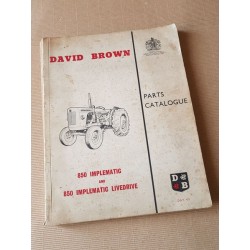 DAVID BROWN
PARTS
CATALOGUE
850 IMPLEMATIC
AND
850 IMPLEMATIC LIVEDRIVE
D
B